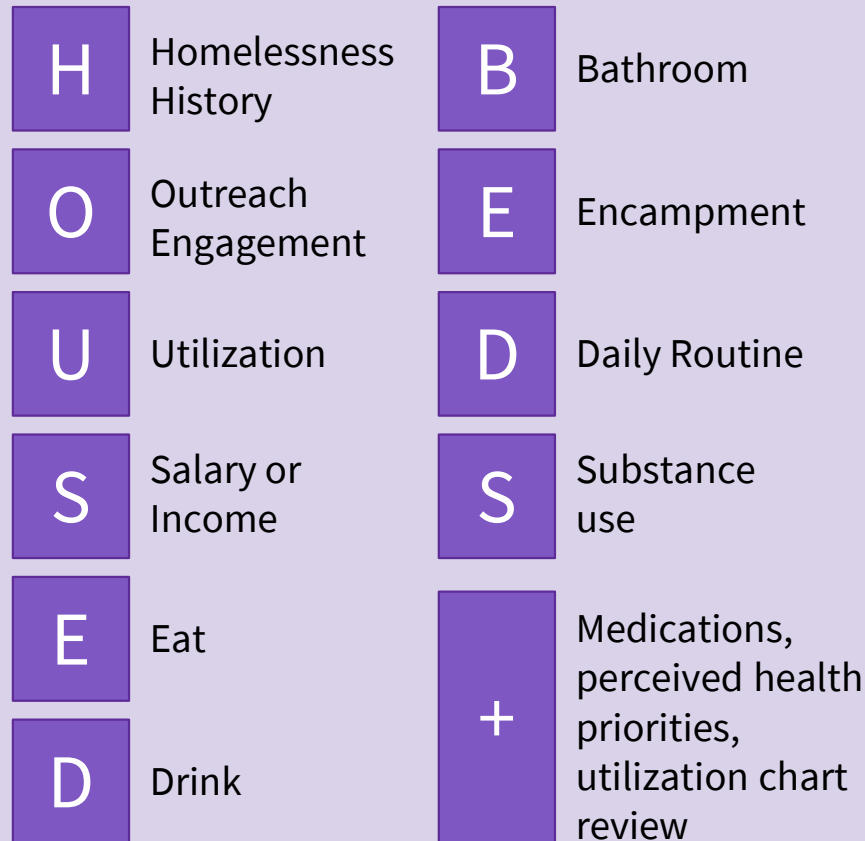 H
Homelessness
History
O
Outreach
Engagement
U
Utilization
S
Salary or
Income
E
Eat
D
Drink
B
Bathroom
E
Encampment
D
Daily Routine
S
Substance
use
+
Medications,
perceived health
priorities,
utilization chart
review